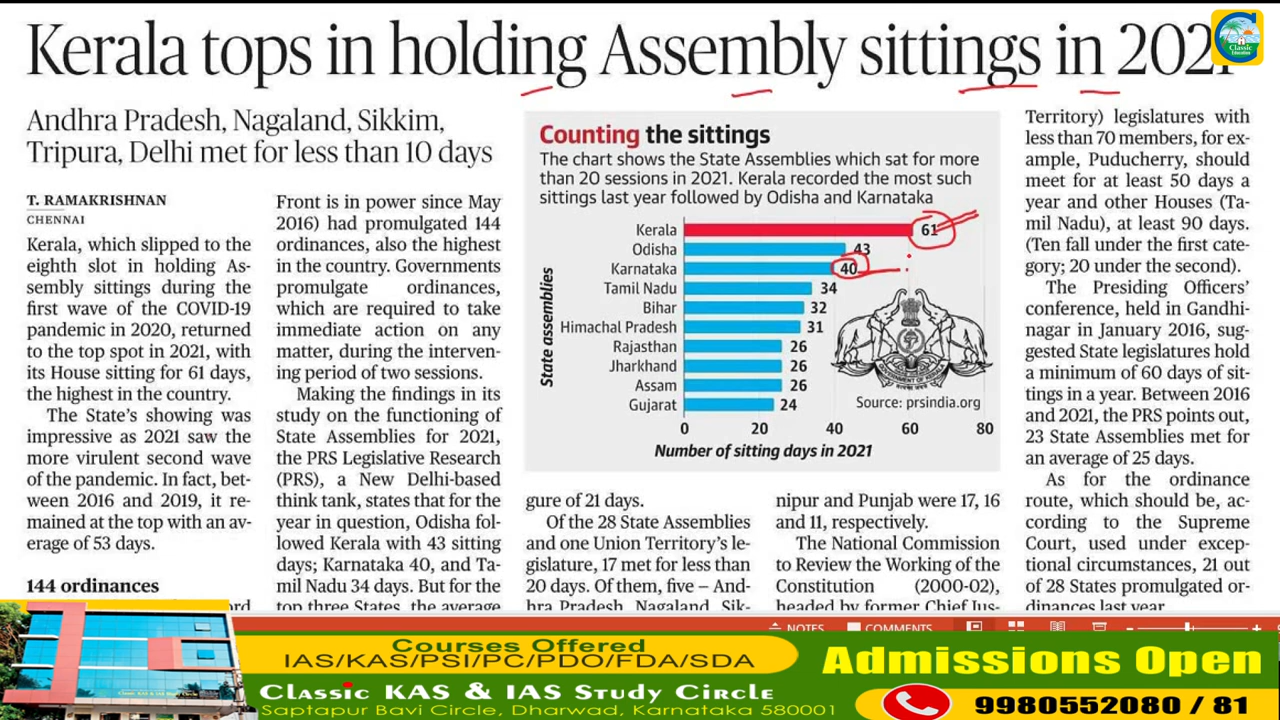 Kerala tops in holding Assembly sittings in 2021
Classic
Education
Andhra Pradesh, Nagaland, Sikkim,
Tripura, Delhi met for less than 10 days
T. RAMAKRISHNAN
CHENNAI
Kerala, which slipped to the
eighth slot in holding As-
sembly sittings during the
first wave of the COVID-19
pandemic in 2020, returned
to the top spot in 2021, with
its House sitting for 61 days,
the highest in the country.
The State's showing was
impressive as 2021 saw the
more virulent second wave
of the pandemic. In fact, bet-
ween 2016 and 2019, it re-
mained at the top with an av-
erage of 53 days.
144 ordinances
Front is in power since May
2016) had promulgated 144
ordinances, also the highest
in the country. Governments
promulgate ordinances,
which are required to take
immediate action on any
matter, during the interven-
ing period of two sessions.
Making the findings in its
study on the functioning of
State Assemblies for 2021,
the PRS Legislative Research
(PRS), a New Delhi-based
think tank, states that for the
year in question, Odisha fol-
lowed Kerala with 43 sitting
days; Karnataka 40, and Ta-
mil Nadu 34 days. But for the
top three States, the average
Counting the sittings
The chart shows the State Assemblies which sat for more
than 20 sessions in 2021. Kerala recorded the most such
sittings last year followed by Odisha and Karnataka
State assemblies
Kerala 61
Odisha 43
Karnataka 40
Tamil Nadu 34
Bihar 32
Himachal Pradesh 31
Rajasthan 26
Jharkhand 26
Assam 26
Gujarat 24
Source: prsindia.org
0 20 40 60 80
Number of sitting days in 2021
gure of 21 days.
Of the 28 State Assemblies
and one Union Territory's le-
gislature, 17 met for less than
20 days. Of them, five – And-
hra Pradesh, Nagaland, Sik-
nipur and Punjab were 17, 16
and 11, respectively.
The National Commission
to Review the Working of the
Constitution (2000-02),
headed by former Chief Jus-
Territory) legislatures with
less than 70 members, for ex-
ample, Puducherry, should
meet for at least 50 days a
year and other Houses (Ta-
mil Nadu), at least 90 days.
(Ten fall under the first cate-
gory; 20 under the second).
The Presiding Officers'
conference, held in Gandhi-
nagar in January 2016, sug-
gested State legislatures hold
a minimum of 60 days of sit-
tings in a year. Between 2016
and 2021, the PRS points out,
23 State Assemblies met for
an average of 25 days.
As for the ordinance
route, which should be, ac-
cording to the Supreme
Court, used under excep-
tional circumstances, 21 out
of 28 States promulgated or-
dinances last year.
NOTES COMMENTS
Courses Offered
IAS/KAS/PSI/PC/PDO/FDA/SDA
Classic KAS & IAS Study Circle
Saptapur Bavi Circle, Dharwad, Karnataka 580001
Admissions Open
9980552080 / 81